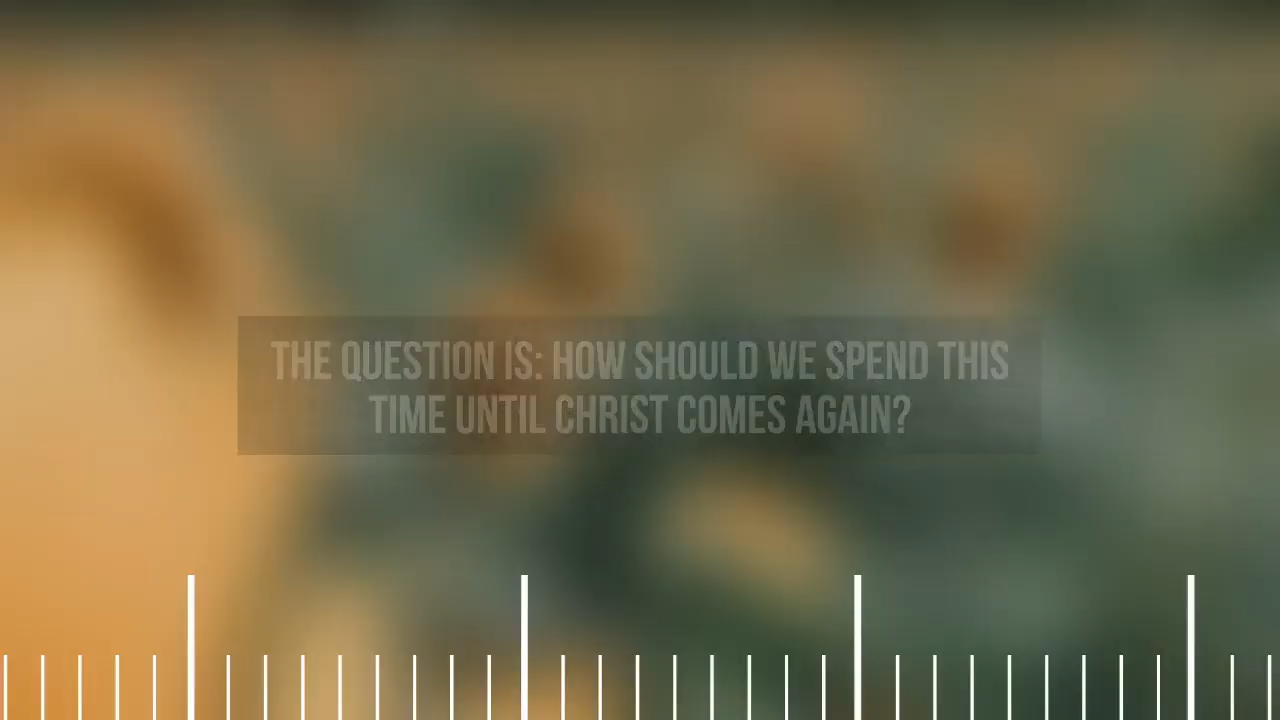 THE QUESTION IS: HOW SHOULD WE SPEND THIS
TIME UNTIL CHRIST COMES AGAIN?